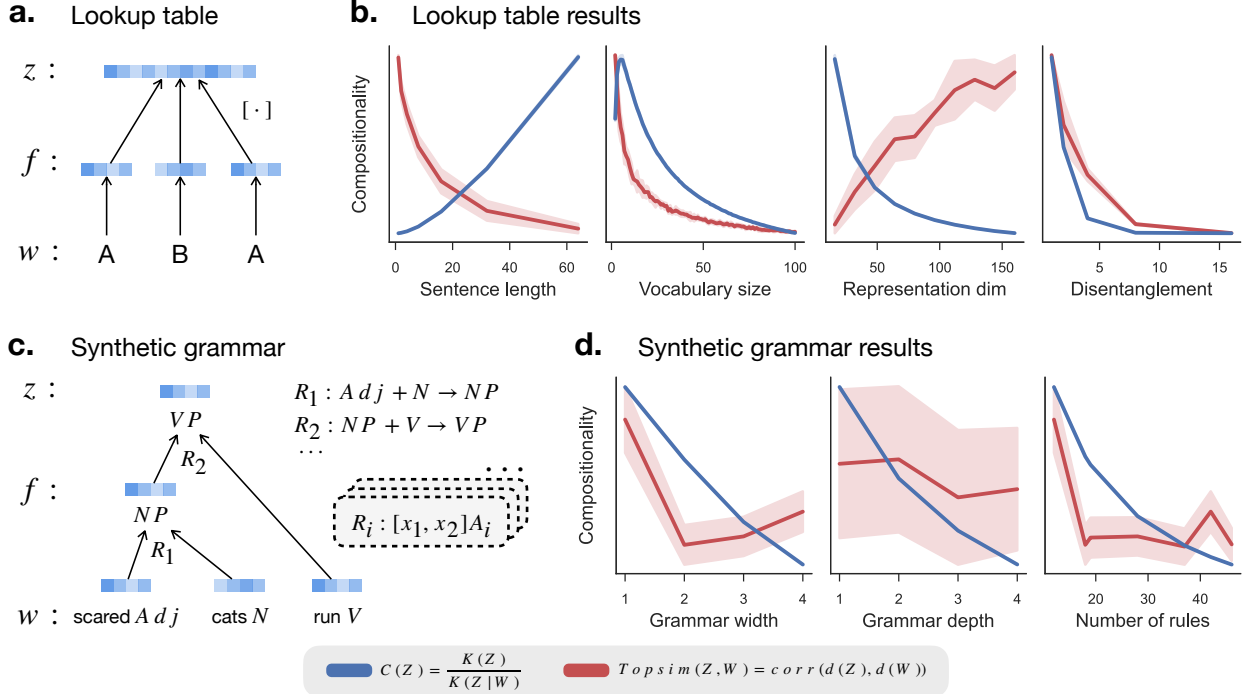 a. Lookup table
z :
[ · ]
f :
w : A B A
b. Lookup table results
Compositionality
0 20 40 60
Sentence length
0 50 100
Vocabulary size
50 100 150
Representation dim
5 10 15
Disentanglement
c. Synthetic grammar
z :
VP
R2
f :
NP
R1
w : scared Adj cats N run V
R1 : Adj + N → NP
R2 : NP + V → VP
...
...
Ri : [x1, x2]Ai
d. Synthetic grammar results
Compositionality
1 2 3 4
Grammar width
1 2 3 4
Grammar depth
20 30 40
Number of rules
C(Z) = K(Z) / K(Z|W)
Topsim(Z,W) = corr(d(Z), d(W))